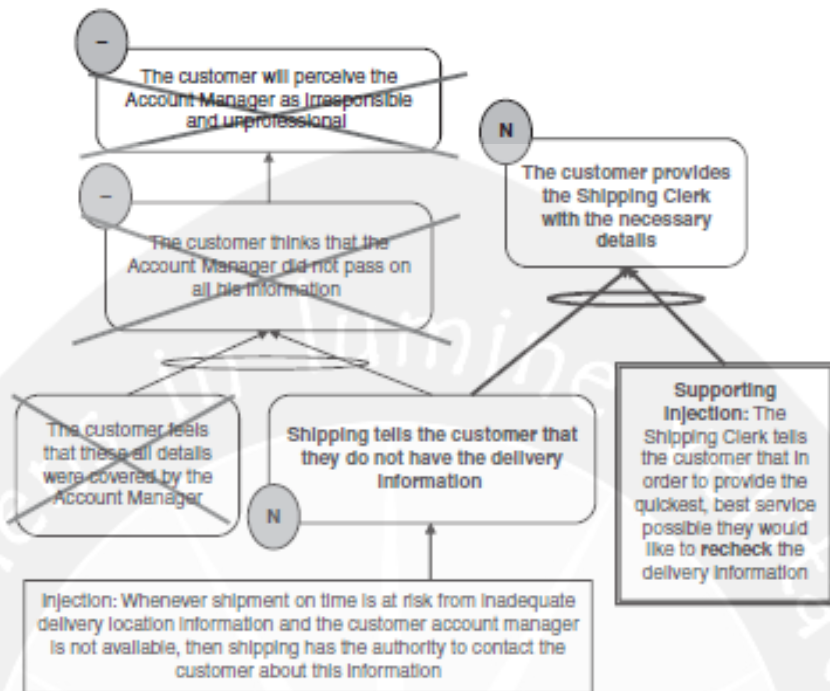 –
The customer will perceive the
Account Manager as irresponsible
and unprofessional
N
The customer provides
the Shipping Clerk
with the necessary
details
–
The customer thinks that the
Account Manager did not pass on
all his information
The customer feels
that these all details
were covered by the
Account Manager
Shipping tells the customer that
they do not have the delivery
information
N
Supporting
Injection: The
Shipping Clerk tells
the customer that in
order to provide the
quickest, best service
possible they would
like to recheck the
delivery information
Injection: Whenever shipment on time is at risk from inadequate
delivery location information and the customer account manager
is not available, then shipping has the authority to contact the
customer about this information
in lumine